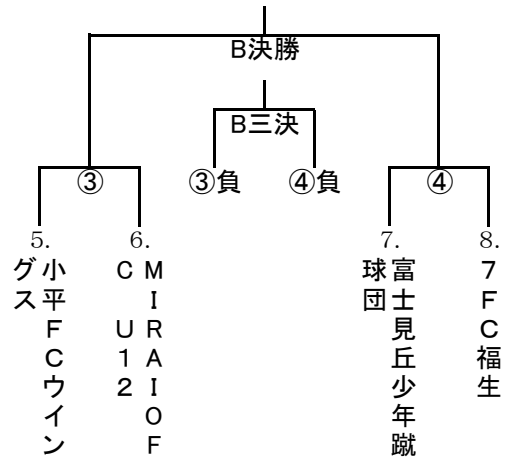 B決勝
B三決
③
③負
④負
④
5.
6.
7.
8.
小平FCウイン
グス
MIRAIOF
C U12
富士見丘少年蹴
球団
7FC福生